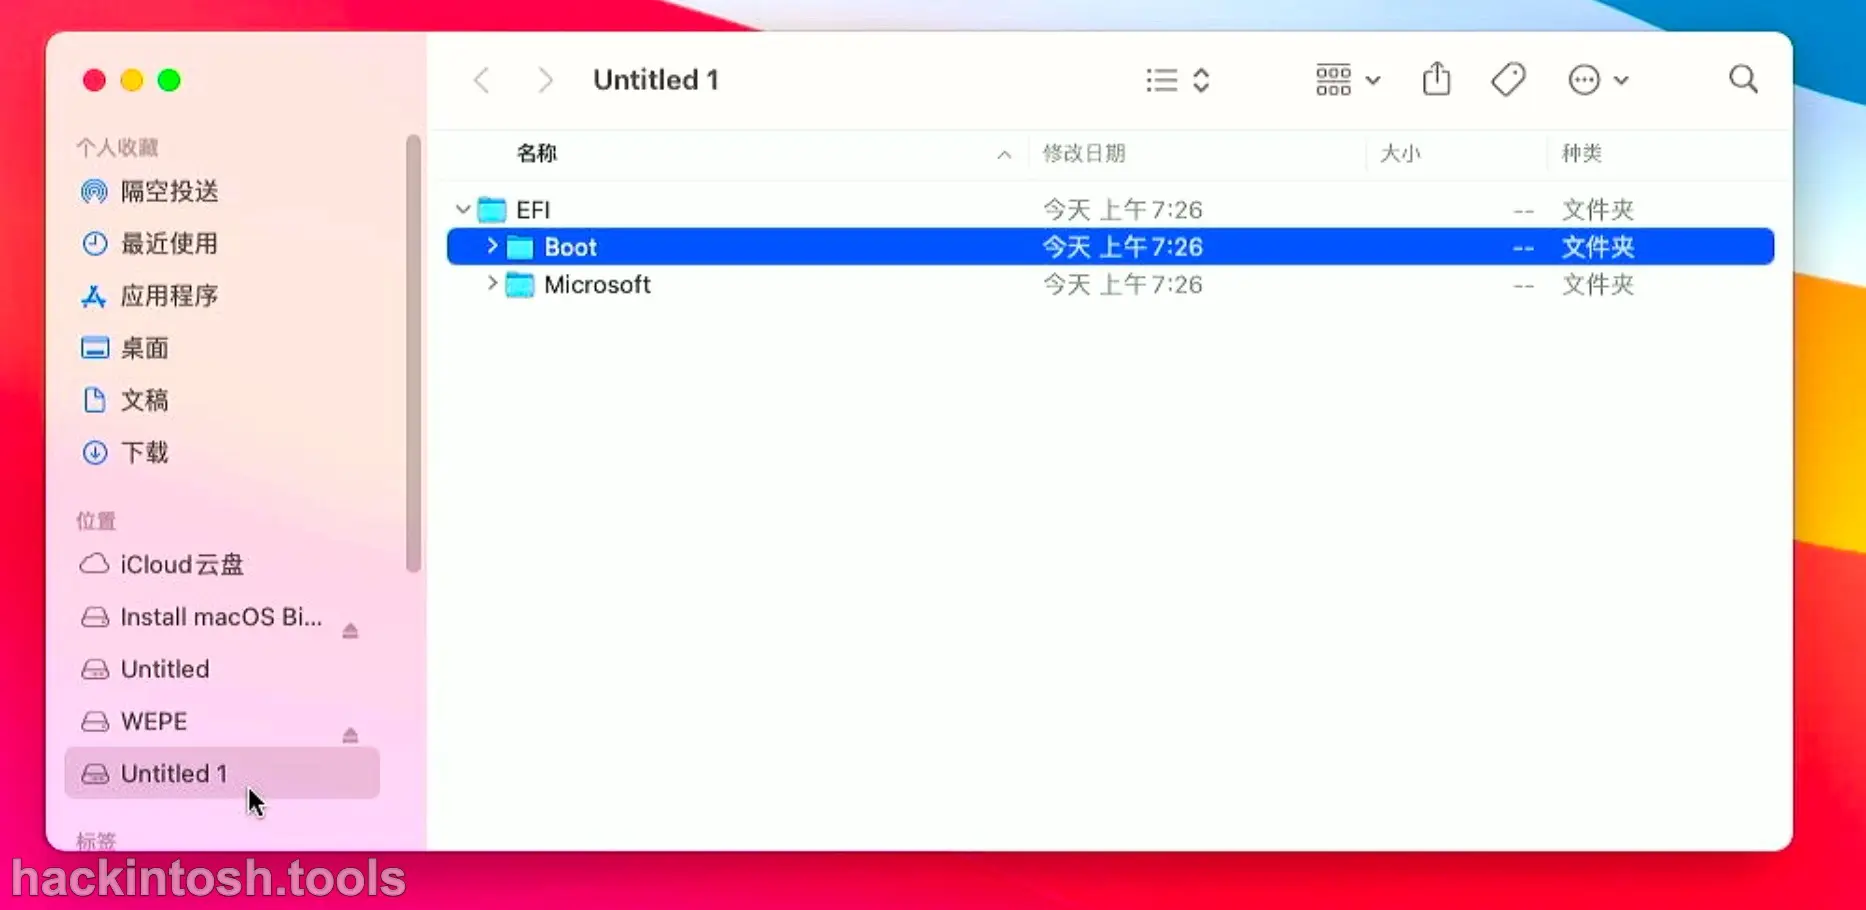 Untitled 1
个人收藏
隔空投送
最近使用
应用程序
桌面
文稿
下载
位置
iCloud云盘
Install macOS Bi...
Untitled
WEPE
Untitled 1
标签
名称 修改日期 大小 种类
EFI 今天 上午7:26 -- 文件夹
Boot 今天 上午7:26 -- 文件夹
Microsoft 今天 上午7:26 -- 文件夹
hackintosh.tools